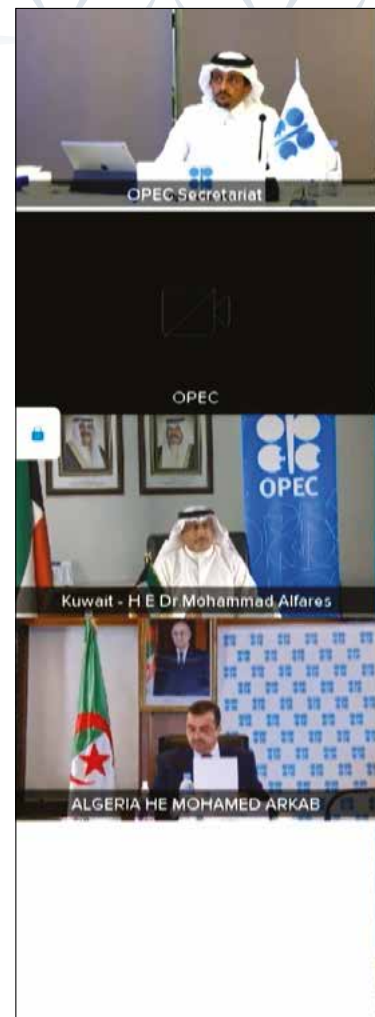 OPEC Secretariat
OPEC
OPEC
Kuwait - H E Dr Mohammad Alfares
ALGERIA HE MOHAMED ARKAB